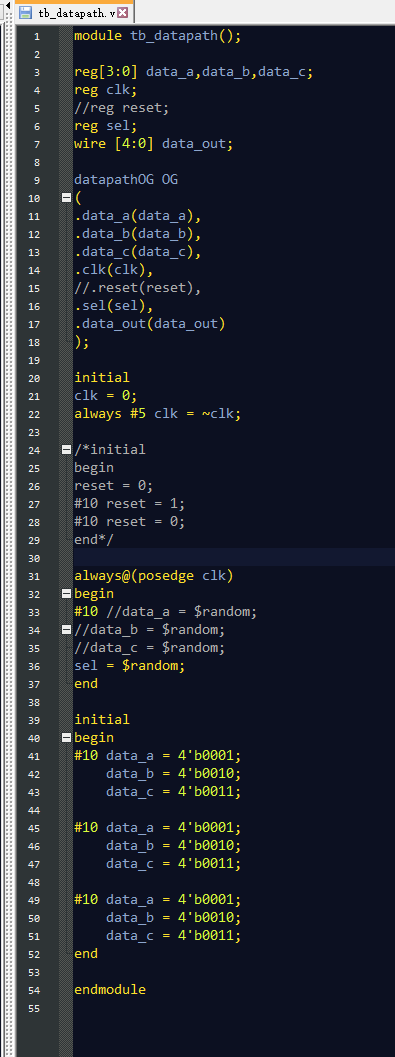 tb_datapath.v
1 module tb_datapath();
2
3 reg[3:0] data_a,data_b,data_c;
4 reg clk;
5 //reg reset;
6 reg sel;
7 wire [4:0] data_out;
8
9 datapathOG OG
10 (
11 .data_a(data_a),
12 .data_b(data_b),
13 .data_c(data_c),
14 .clk(clk),
15 //.reset(reset),
16 .sel(sel),
17 .data_out(data_out)
18 );
19
20 initial
21 clk = 0;
22 always #5 clk = ~clk;
23
24 /*initial
25 begin
26 reset = 0;
27 #10 reset = 1;
28 #10 reset = 0;
29 end*/
30
31 always@(posedge clk)
32 begin
33 #10 //data_a = $random;
34 //data_b = $random;
35 //data_c = $random;
36 sel = $random;
37 end
38
39 initial
40 begin
41 #10 data_a = 4'b0001;
42     data_b = 4'b0010;
43     data_c = 4'b0011;
44
45 #10 data_a = 4'b0001;
46     data_b = 4'b0010;
47     data_c = 4'b0011;
48
49 #10 data_a = 4'b0001;
50     data_b = 4'b0010;
51     data_c = 4'b0011;
52 end
53
54 endmodule
55